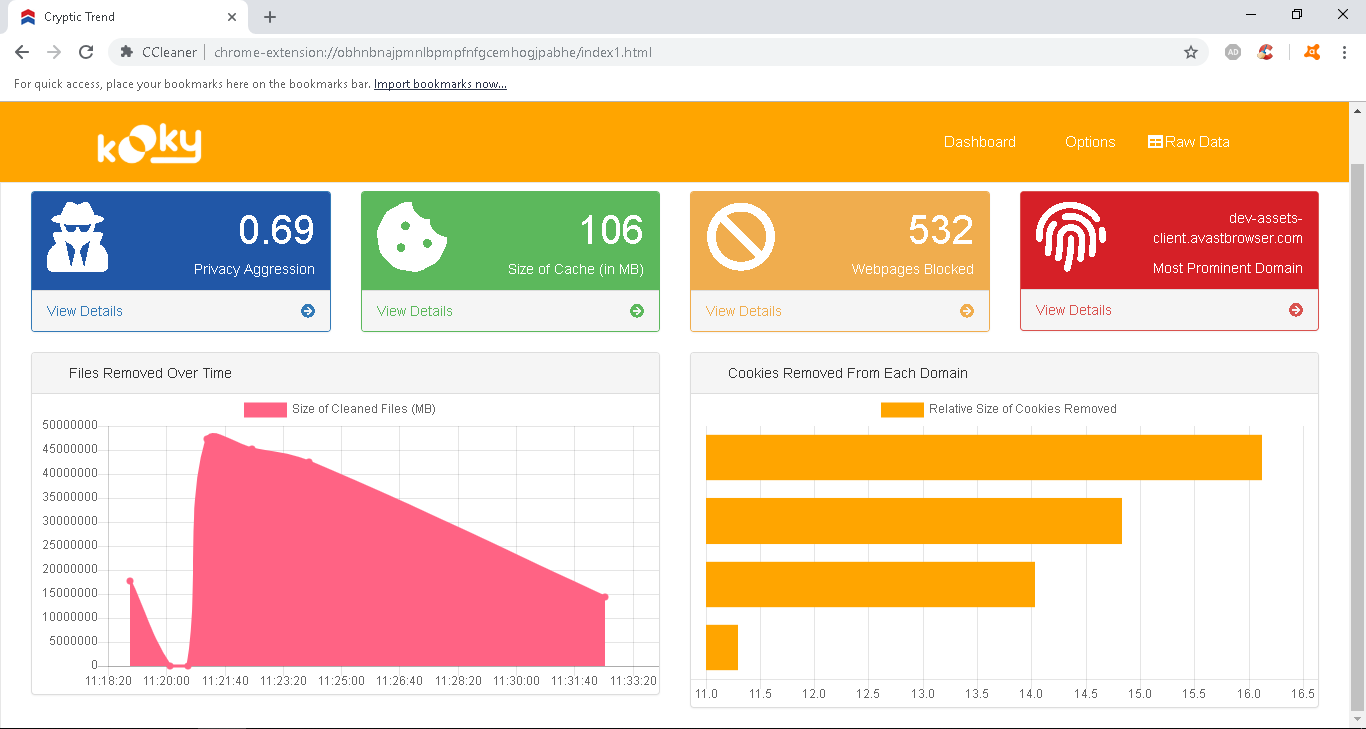 Cryptic Trend
CCleaner
chrome-extension://obhnbnajpmnlbpmpfnfgcemhogjpabhe/index1.html
AD
For quick access, place your bookmarks here on the bookmarks bar. Import bookmarks now...
kooky
Dashboard Options Raw Data
0.69
Privacy Aggression
View Details
106
Size of Cache (in MB)
View Details
532
Webpages Blocked
View Details
dev-assets-
client.avastbrowser.com
Most Prominent Domain
View Details
Files Removed Over Time
Size of Cleaned Files (MB)
50000000
45000000
40000000
35000000
30000000
25000000
20000000
15000000
10000000
5000000
0
11:18:20 11:20:00 11:21:40 11:23:20 11:25:00 11:26:40 11:28:20 11:30:00 11:31:40 11:33:20
Cookies Removed From Each Domain
Relative Size of Cookies Removed
11.0 11.5 12.0 12.5 13.0 13.5 14.0 14.5 15.0 15.5 16.0 16.5